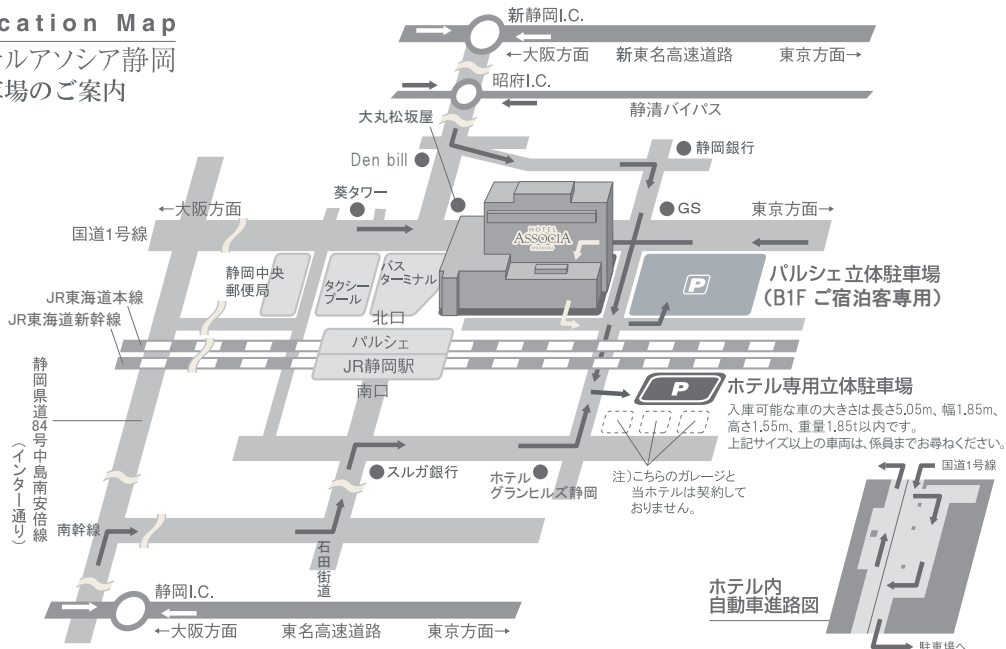 cation Map
ルアソシア静岡
場のご案内
新静岡I.C.
←大阪方面 新東名高速道路 東京方面→
昭府I.C.
静清バイパス
大丸松坂屋
Den bill
静岡銀行
葵タワー
GS
←大阪方面
東京方面→
国道1号線
HOTEL
ASSOCIA
静岡中央
郵便局
タクシー
プール
バス
ターミナル
P
パルシェ立体駐車場
(B1F ご宿泊客専用)
JR東海道本線
JR東海道新幹線
北口
パルシェ
JR静岡駅
南口
P
ホテル専用立体駐車場
入庫可能な車の大きさは長さ5.05m、幅1.85m、
高さ1.55m、重量1.85t以内です。
上記サイズ以上の車両は、係員までお尋ねください。
静岡県道84号中島南安倍線
(インター通り)
スルガ銀行
ホテル
グランヒルズ静岡
注)こちらのガレージと
当ホテルは契約して
おりません。
国道1号線
南幹線
石田街道
ホテル内
自動車進路図
静岡I.C.
←大阪方面 東名高速道路 東京方面→
駐車場へ